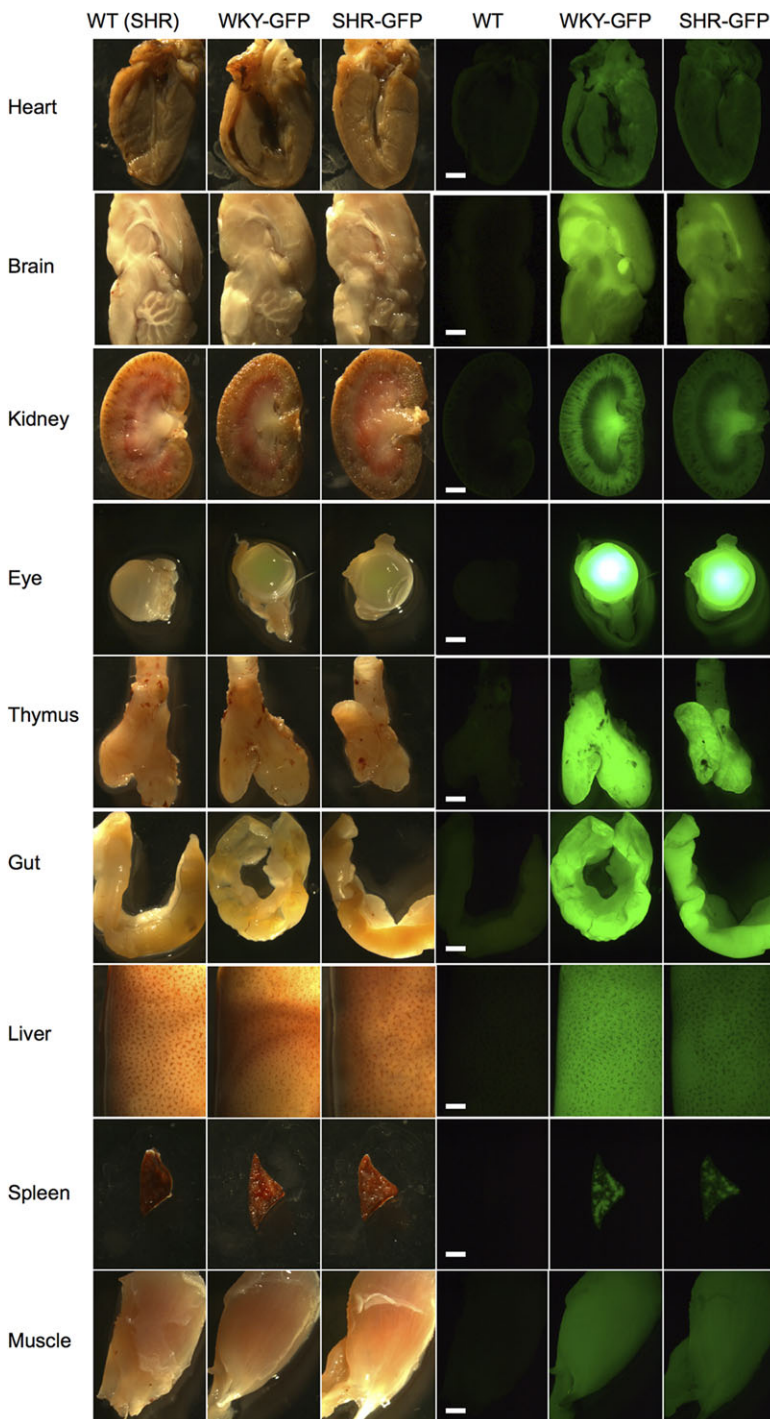 WT (SHR) WKY-GFP SHR-GFP WT WKY-GFP SHR-GFP
Heart
Brain
Kidney
Eye
Thymus
Gut
Liver
Spleen
Muscle